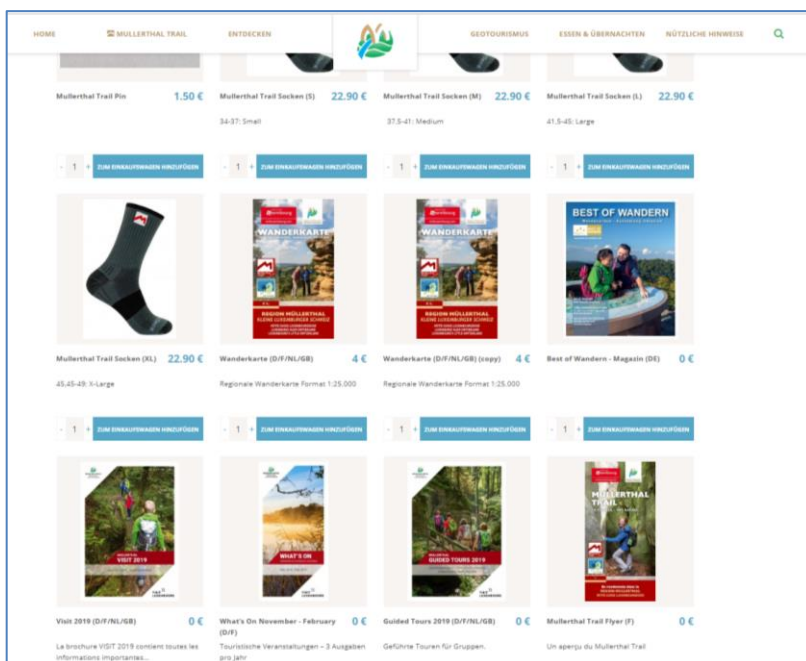 HOME MULLERTHAL TRAIL ENTDECKEN GEOTOURISMUS ESSEN & ÜBERNACHTEN NÜTZLICHE HINWEISE
Mullerthal Trail Pin 1.50 €
Mullerthal Trail Socken (S) 22.90 €
34-37: Small
Mullerthal Trail Socken (M) 22.90 €
37,5-41: Medium
Mullerthal Trail Socken (L) 22.90 €
41,5-45: Large
- 1 + ZUM EINKAUFSWAGEN HINZUFÜGEN
- 1 + ZUM EINKAUFSWAGEN HINZUFÜGEN
- 1 + ZUM EINKAUFSWAGEN HINZUFÜGEN
- 1 + ZUM EINKAUFSWAGEN HINZUFÜGEN
WANDERKARTE
REGION MÜLLERTHAL
KLEINE LUXEMBURGER SCHWEIZ
WANDERKARTE
REGION MÜLLERTHAL
KLEINE LUXEMBURGER SCHWEIZ
BEST OF WANDERN
Mullerthal Trail Socken (XL) 22.90 €
45,45-49: X-Large
Wanderkarte (D/F/NL/GB) 4 €
Regionale Wanderkarte Format 1:25.000
Wanderkarte (D/F/NL/GB) (copy) 4 €
Regionale Wanderkarte Format 1:25.000
Best of Wandern - Magazin (DE) 0 €
- 1 + ZUM EINKAUFSWAGEN HINZUFÜGEN
- 1 + ZUM EINKAUFSWAGEN HINZUFÜGEN
- 1 + ZUM EINKAUFSWAGEN HINZUFÜGEN
- 1 + ZUM EINKAUFSWAGEN HINZUFÜGEN
VISIT 2019
WHAT'S ON
GUIDED TOURS 2019
MULLERTHAL
TRAIL
Visit 2019 (D/F/NL/GB) 0 €
La brochure VISIT 2019 contient toutes les
informations importantes...
What's On November - February 0 €
(D/F)
Touristische Veranstaltungen – 3 Ausgaben
pro Jahr
Guided Tours 2019 (D/F/NL/GB) 0 €
Geführte Touren für Gruppen.
Mullerthal Trail Flyer (F) 0 €
Un aperçu du Mullerthal Trail